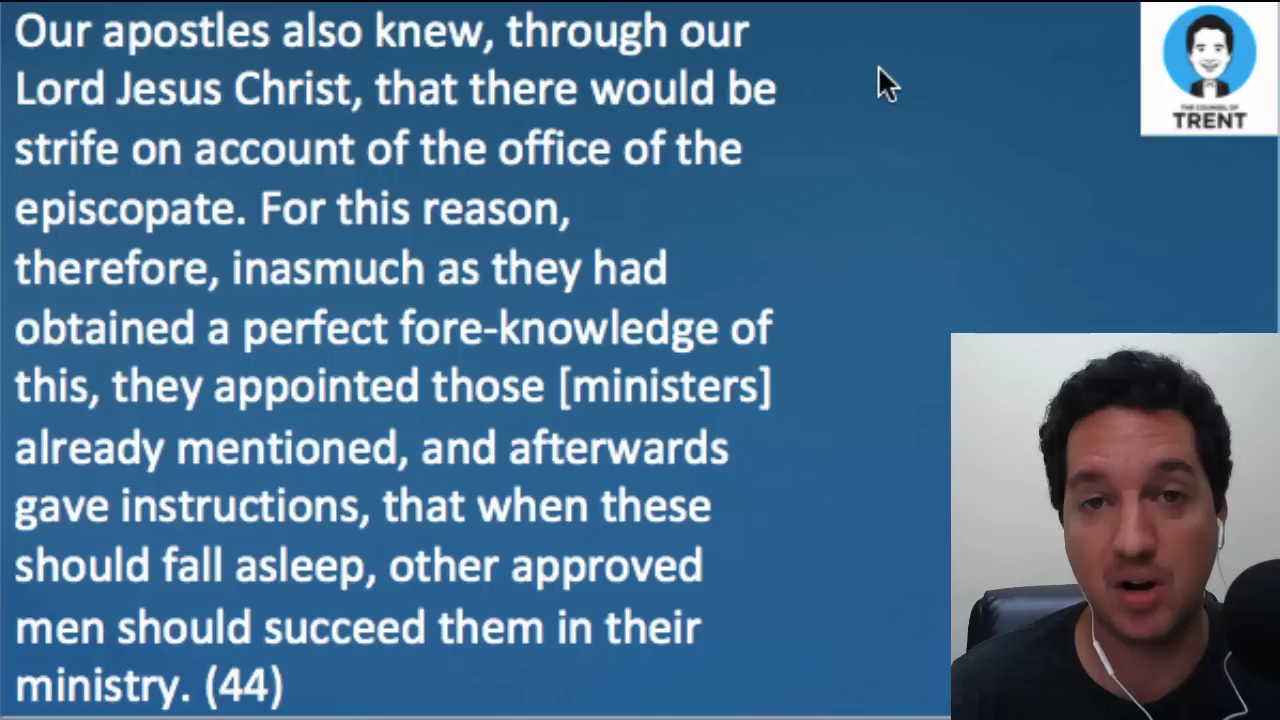 Our apostles also knew, through our
Lord Jesus Christ, that there would be
strife on account of the office of the
episcopate. For this reason,
therefore, inasmuch as they had
obtained a perfect fore-knowledge of
this, they appointed those [ministers]
already mentioned, and afterwards
gave instructions, that when these
should fall asleep, other approved
men should succeed them in their
ministry. (44)
THE COUNSEL OF
TRENT